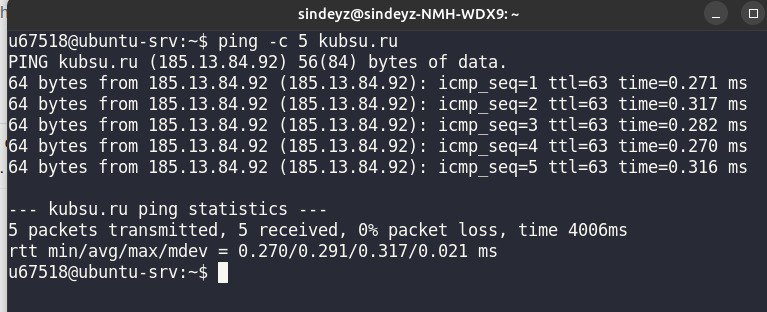 sindeyz@sindeyz-NMH-WDX9: ~
u67518@ubuntu-srv:~$ ping -c 5 kubsu.ru
PING kubsu.ru (185.13.84.92) 56(84) bytes of data.
64 bytes from 185.13.84.92 (185.13.84.92): icmp_seq=1 ttl=63 time=0.271 ms
64 bytes from 185.13.84.92 (185.13.84.92): icmp_seq=2 ttl=63 time=0.317 ms
64 bytes from 185.13.84.92 (185.13.84.92): icmp_seq=3 ttl=63 time=0.282 ms
64 bytes from 185.13.84.92 (185.13.84.92): icmp_seq=4 ttl=63 time=0.270 ms
64 bytes from 185.13.84.92 (185.13.84.92): icmp_seq=5 ttl=63 time=0.316 ms
--- kubsu.ru ping statistics ---
5 packets transmitted, 5 received, 0% packet loss, time 4006ms
rtt min/avg/max/mdev = 0.270/0.291/0.317/0.021 ms
u67518@ubuntu-srv:~$